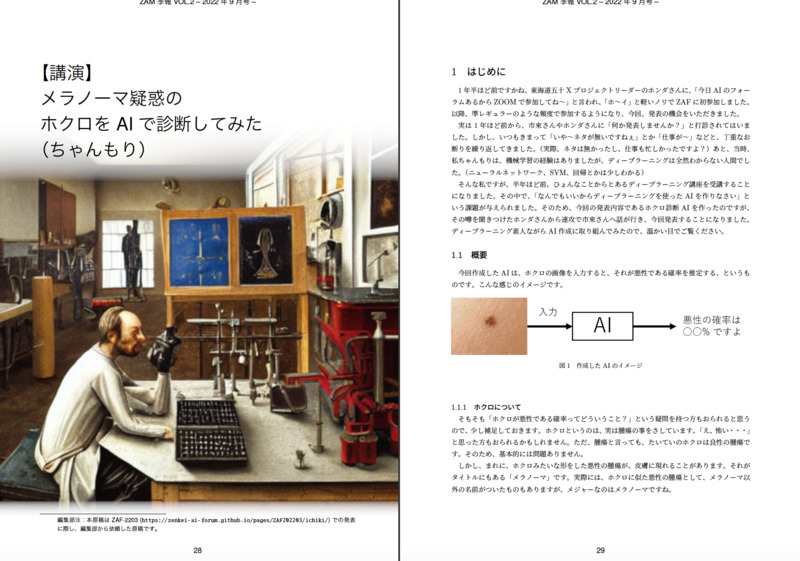 ZAM 季報 VOL.2 – 2022 年 9 月号 –
【講演】
メラノーマ疑惑の
ホクロを AI で診断してみた
（ちゃんもり）
編集部注：本原稿は ZAF-2203 (https://zenkei-ai-forum.github.io/pages/ZAF202203/ichiki/) での発表
に際し、編集部から依頼した原稿です。
28
ZAM 季報 VOL.2 – 2022 年 9 月号 –
1 はじめに
1 年半ほど前ですかね、東海道五十 X プロジェクトリーダーのホンダさんに、「今日 AI のフォー
ラムあるから ZOOM で参加してね〜」と言われ、「ホ〜イ」と軽いノリで ZAF に初参加しました。
以降、準レギュラーのような頻度で参加するようになり、今回、発表の機会をいただきました。
実は 1 年ほど前から、市來さんやホンダさんに「何か発表しませんか？」と打診されてはいま
した。しかし、いつもきまって「いや〜ネタが無いですねぇ」とか「仕事が〜」などと、丁重なお
断りを繰り返してきました。（実際、ネタは無かったし、仕事も忙しかったですよ？）あと、当時、
私ちゃんもりは、機械学習の経験はありましたが、ディープラーニングは全然わからない人間でし
た。（ニューラルネットワーク、SVM、回帰とかは少しわかる）
そんな私ですが、半年ほど前、ひょんなことからとあるディープラーニング講座を受講すること
になりました。その中で、「なんでもいいからディープラーニングを使った AI を作りなさい」と
いう課題が与えられました。そのため、今回の発表内容であるホクロ診断 AI を作ったのですが、
その噂を聞きつけたホンダさんから速攻で市來さんへ話が行き、今回発表することになりました。
ディープラーニング素人ながら AI 作成に取り組んでみたので、温かい目でご覧ください。
1.1 概要
今回作成した AI は、ホクロの画像を入力すると、それが悪性である確率を推定する、というも
のです。こんな感じのイメージです。
入力
AI
悪性の確率は
〇〇% ですよ
図 1 作成した AI のイメージ
1.1.1 ホクロについて
そもそも「ホクロが悪性である確率ってどういうこと？」という疑問を持つ方もおられると思う
ので、少し補足しておきます。ホクロというのは、実は腫瘍の事をさしています。「え、怖い・・・」
と思った方もおられるかもしれません。ただ、腫瘍と言っても、たいていのホクロは良性の腫瘍で
す。そのため、基本的には問題ありません。
しかし、まれに、ホクロみたいな形をした悪性の腫瘍が、皮膚に現れることがあります。それが
タイトルにもある「メラノーマ」です。実際には、ホクロに似た悪性の腫瘍として、メラノーマ以
外の名前がついたものもありますが、メジャーなのはメラノーマですね。
29